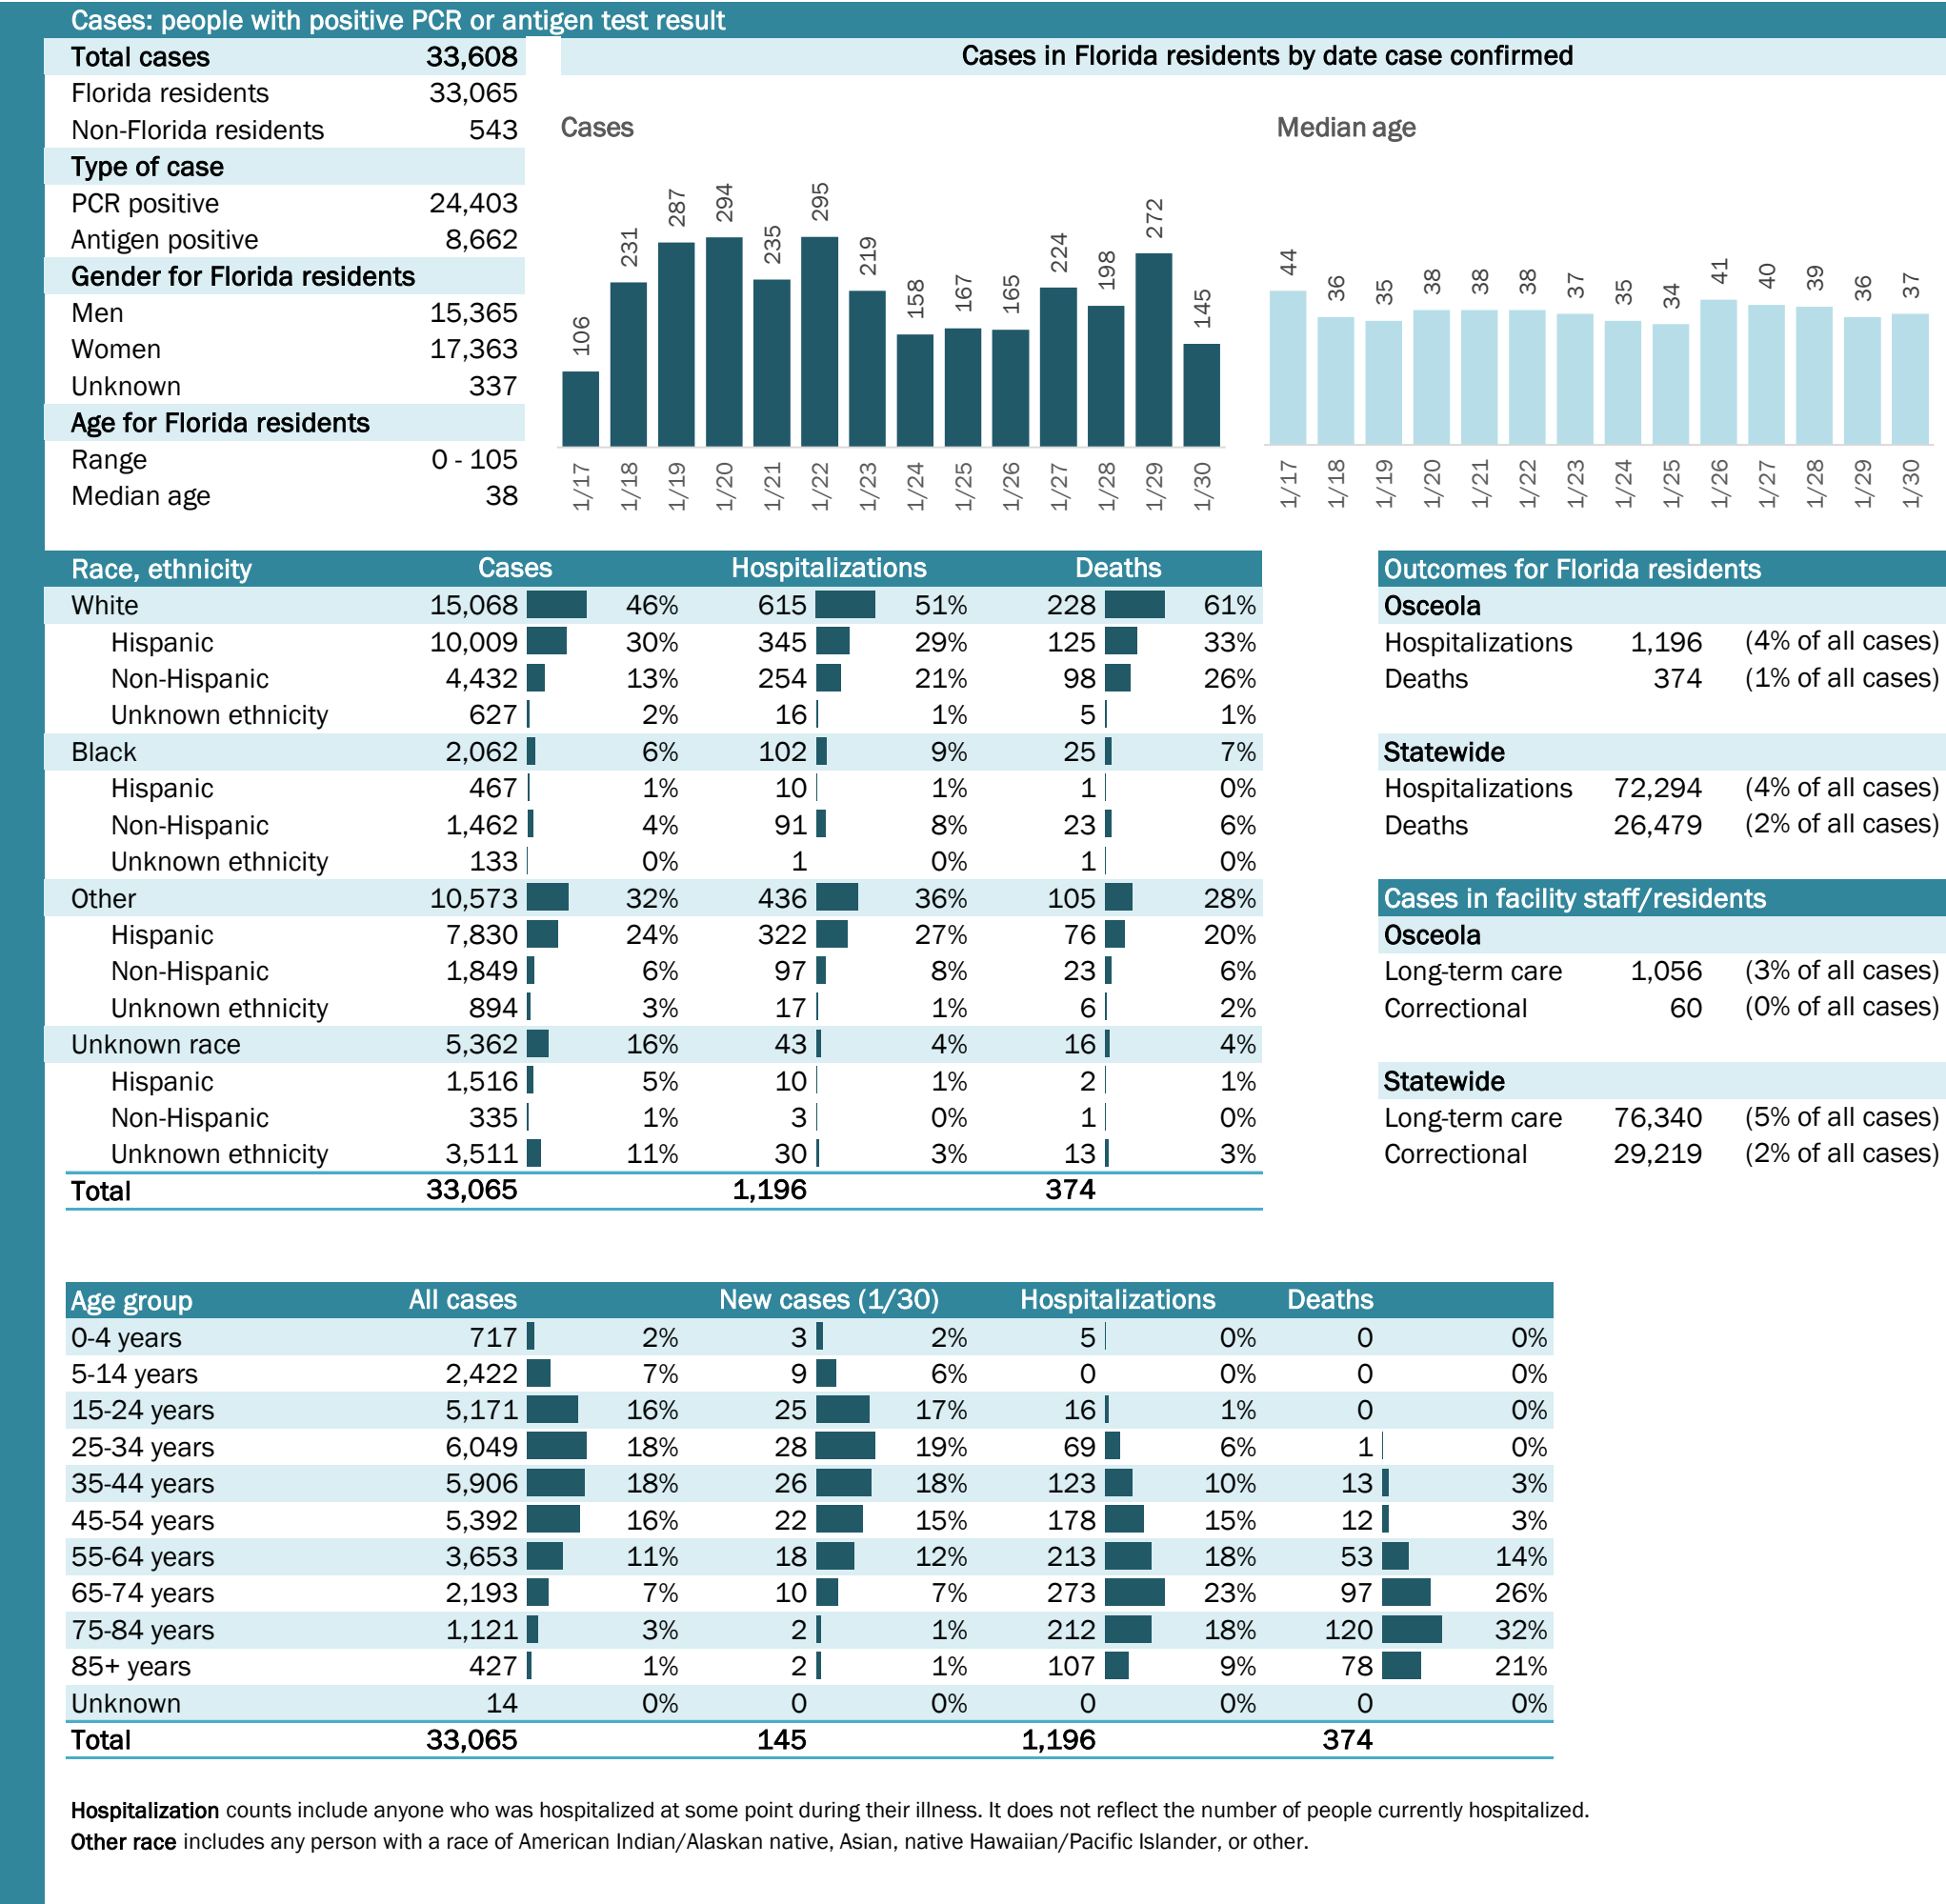 Cases: people with positive PCR or antigen test result
Total cases 33,608
Florida residents 33,065
Non-Florida residents 543
Type of case
PCR positive 24,403
Antigen positive 8,662
Gender for Florida residents
Men 15,365
Women 17,363
Unknown 337
Age for Florida residents
Range 0 - 105
Median age 38
Cases in Florida residents by date case confirmed
Cases
106 231 287 294 235 295 219 158 167 165 224 198 272 145
1/17 1/18 1/19 1/20 1/21 1/22 1/23 1/24 1/25 1/26 1/27 1/28 1/29 1/30
Median age
44 36 35 38 38 38 37 35 34 41 40 39 36 37
1/17 1/18 1/19 1/20 1/21 1/22 1/23 1/24 1/25 1/26 1/27 1/28 1/29 1/30
Race, ethnicity Cases Hospitalizations Deaths
White 15,068 46% 615 51% 228 61%
Hispanic 10,009 30% 345 29% 125 33%
Non-Hispanic 4,432 13% 254 21% 98 26%
Unknown ethnicity 627 2% 16 1% 5 1%
Black 2,062 6% 102 9% 25 7%
Hispanic 467 1% 10 1% 1 0%
Non-Hispanic 1,462 4% 91 8% 23 6%
Unknown ethnicity 133 0% 1 0% 1 0%
Other 10,573 32% 436 36% 105 28%
Hispanic 7,830 24% 322 27% 76 20%
Non-Hispanic 1,849 6% 97 8% 23 6%
Unknown ethnicity 894 3% 17 1% 6 2%
Unknown race 5,362 16% 43 4% 16 4%
Hispanic 1,516 5% 10 1% 2 1%
Non-Hispanic 335 1% 3 0% 1 0%
Unknown ethnicity 3,511 11% 30 3% 13 3%
Total 33,065 1,196 374
Outcomes for Florida residents
Osceola
Hospitalizations 1,196 (4% of all cases)
Deaths 374 (1% of all cases)
Statewide
Hospitalizations 72,294 (4% of all cases)
Deaths 26,479 (2% of all cases)
Cases in facility staff/residents
Osceola
Long-term care 1,056 (3% of all cases)
Correctional 60 (0% of all cases)
Statewide
Long-term care 76,340 (5% of all cases)
Correctional 29,219 (2% of all cases)
Age group All cases New cases (1/30) Hospitalizations Deaths
0-4 years 717 2% 3 2% 5 0% 0 0%
5-14 years 2,422 7% 9 6% 0 0% 0 0%
15-24 years 5,171 16% 25 17% 16 1% 0 0%
25-34 years 6,049 18% 28 19% 69 6% 1 0%
35-44 years 5,906 18% 26 18% 123 10% 13 3%
45-54 years 5,392 16% 22 15% 178 15% 12 3%
55-64 years 3,653 11% 18 12% 213 18% 53 14%
65-74 years 2,193 7% 10 7% 273 23% 97 26%
75-84 years 1,121 3% 2 1% 212 18% 120 32%
85+ years 427 1% 2 1% 107 9% 78 21%
Unknown 14 0% 0 0% 0 0% 0 0%
Total 33,065 145 1,196 374
Hospitalization counts include anyone who was hospitalized at some point during their illness. It does not reflect the number of people currently hospitalized.
Other race includes any person with a race of American Indian/Alaskan native, Asian, native Hawaiian/Pacific Islander, or other.